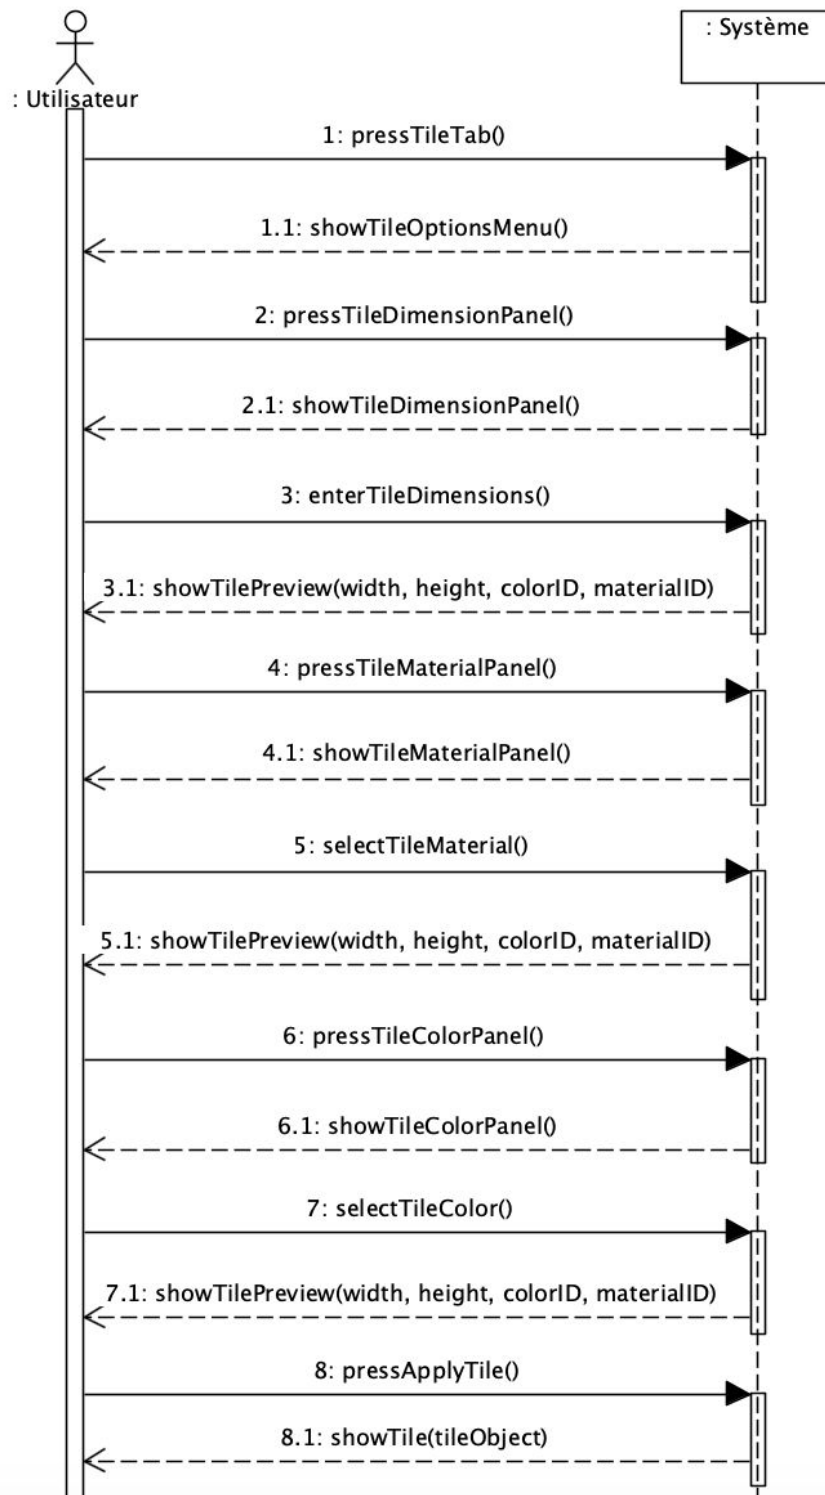 : Système
: Utilisateur
1: pressTileTab()
1.1: showTileOptionsMenu()
2: pressTileDimensionPanel()
2.1: showTileDimensionPanel()
3: enterTileDimensions()
3.1: showTilePreview(width, height, colorID, materialID)
4: pressTileMaterialPanel()
4.1: showTileMaterialPanel()
5: selectTileMaterial()
5.1: showTilePreview(width, height, colorID, materialID)
6: pressTileColorPanel()
6.1: showTileColorPanel()
7: selectTileColor()
7.1: showTilePreview(width, height, colorID, materialID)
8: pressApplyTile()
8.1: showTile(tileObject)